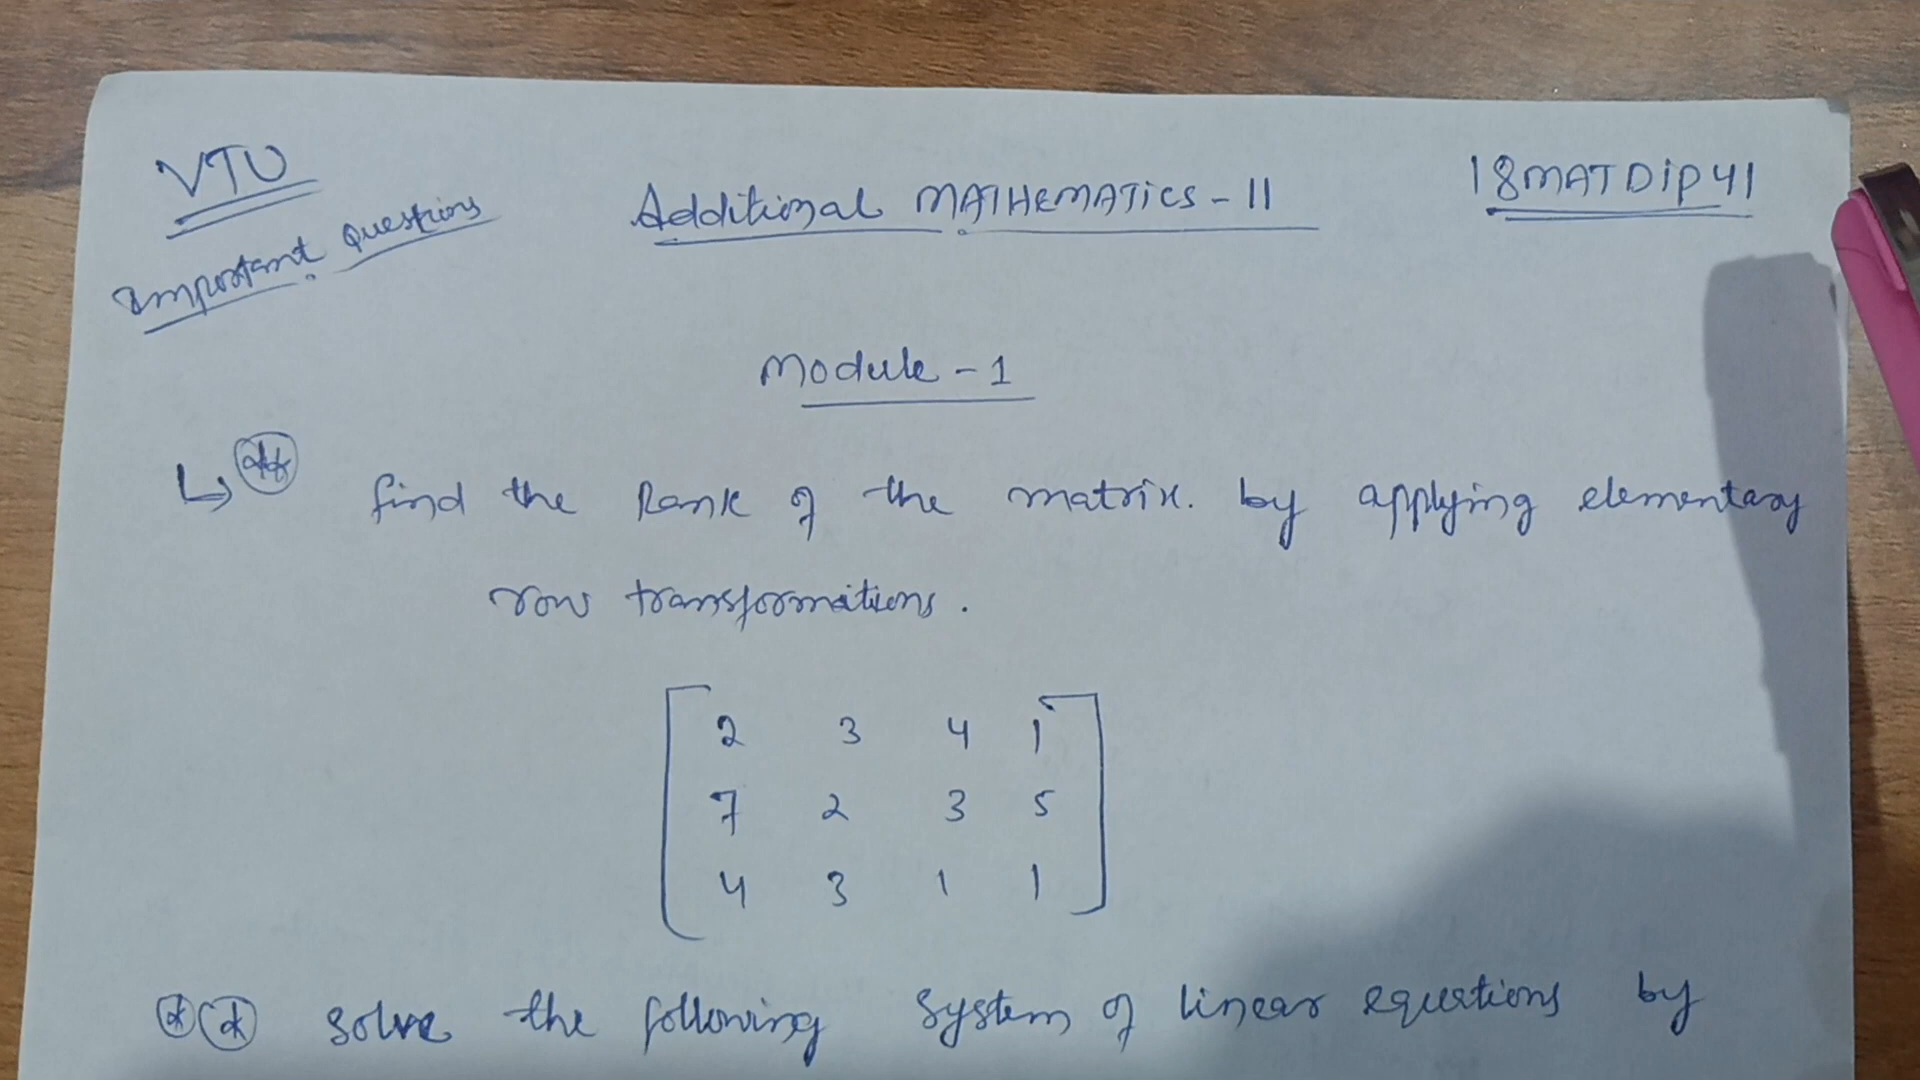 VTU
Important Questions
Additional MATHEMATICS - II
18MATDIP41
Module - 1
find the Rank of the matrix. by applying elementary
row transformations.
2 3 4 1
7 2 3 5
4 3 1 1
solve the following system of linear equations by